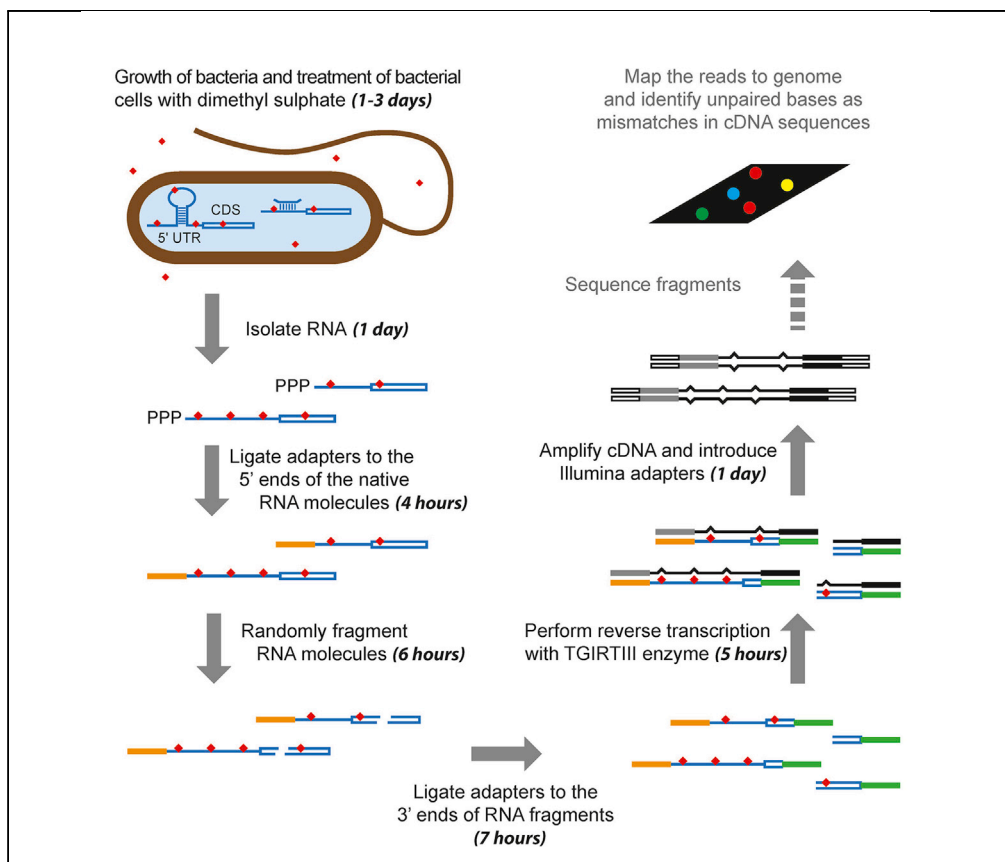 Growth of bacteria and treatment of bacterial
cells with dimethyl sulphate (1-3 days)
CDS
5' UTR
Isolate RNA (1 day)
PPP
PPP
Ligate adapters to the
5’ ends of the native
RNA molecules (4 hours)
Randomly fragment
RNA molecules (6 hours)
Ligate adapters to the
3’ ends of RNA fragments
(7 hours)
Perform reverse transcription
with TGIRTIII enzyme (5 hours)
Amplify cDNA and introduce
Illumina adapters (1 day)
Sequence fragments
Map the reads to genome
and identify unpaired bases as
mismatches in cDNA sequences